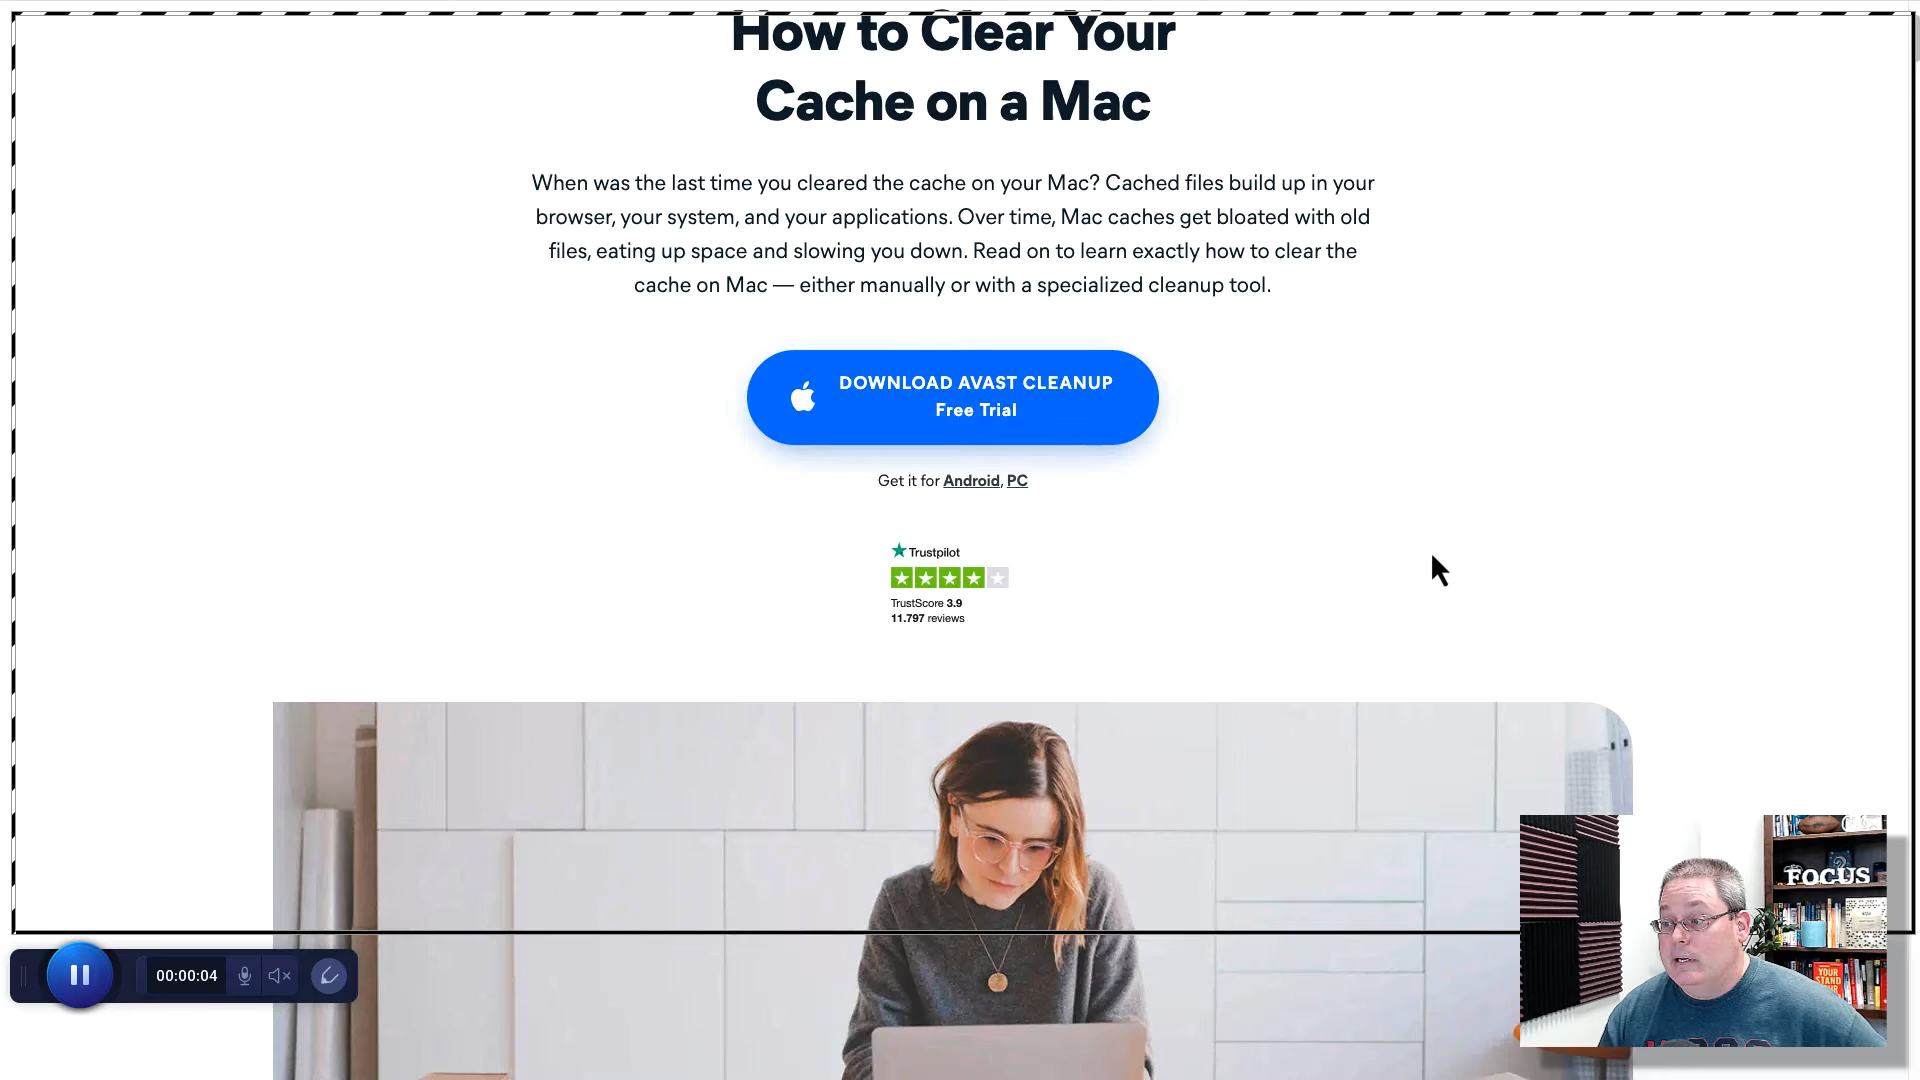 How to Clear Your
Cache on a Mac
When was the last time you cleared the cache on your Mac? Cached files build up in your
browser, your system, and your applications. Over time, Mac caches get bloated with old
files, eating up space and slowing you down. Read on to learn exactly how to clear the
cache on Mac — either manually or with a specialized cleanup tool.
DOWNLOAD AVAST CLEANUP
Free Trial
Get it for Android, PC
Trustpilot
TrustScore 3.9
11.797 reviews
FOCUS
YOUR
STAND
00:00:04